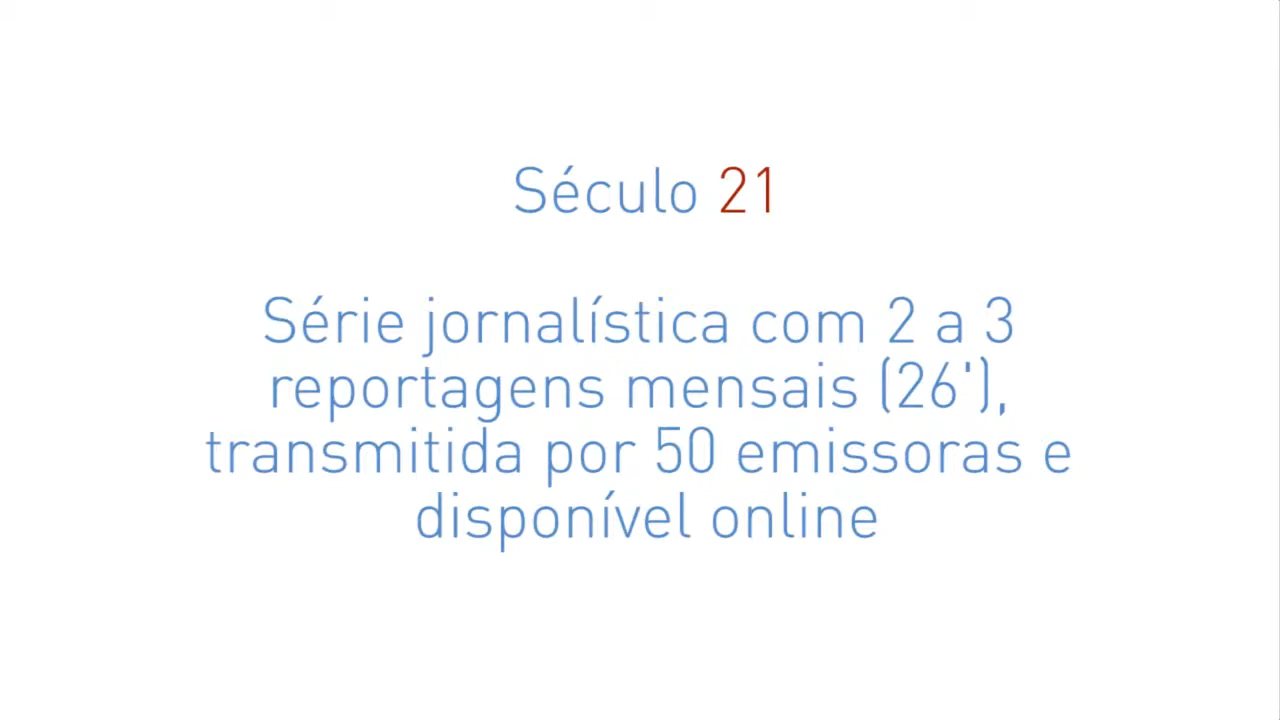 Século 21
Série jornalística com 2 a 3
reportagens mensais (26'),
transmitida por 50 emissoras e
disponível online